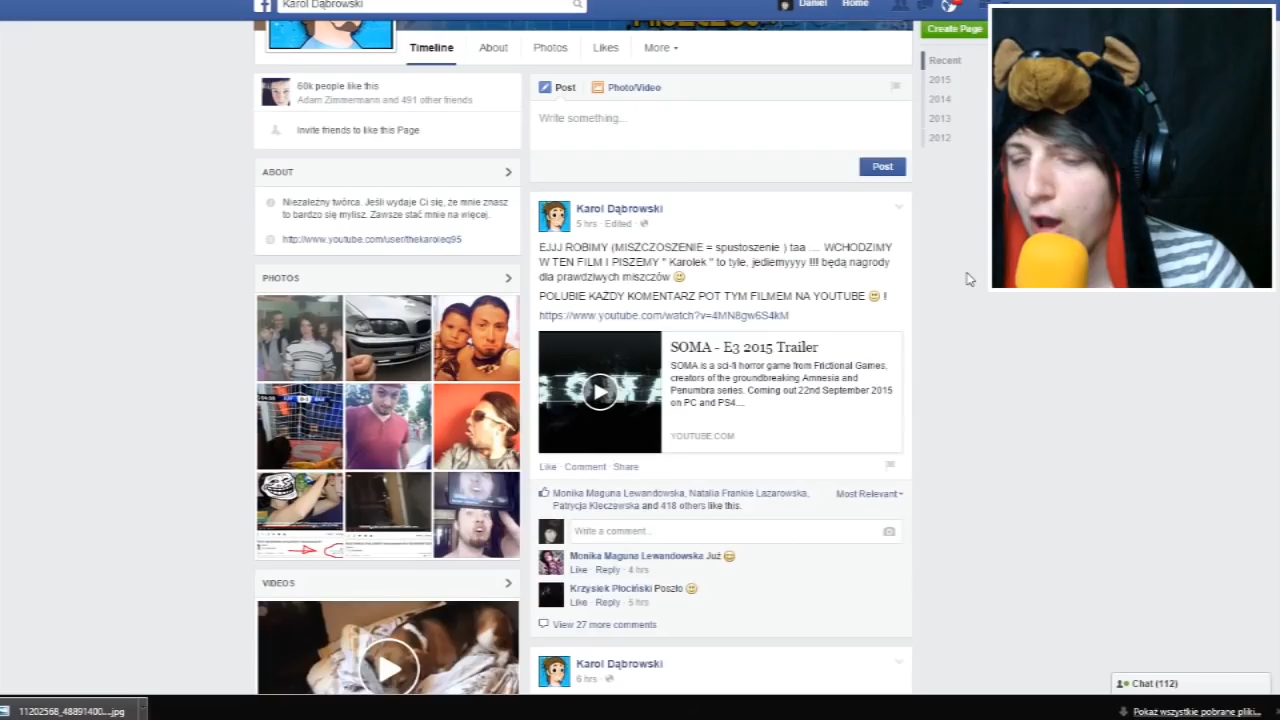 Karol Dąbrowski
Daniel
Home
Create Page
Timeline
About
Photos
Likes
More
Recent
2015
2014
2013
2012
60k people like this
Adam Zimmermann and 491 other friends
Invite friends to like this Page
ABOUT
Niezależny twórca. Jeśli wydaje Ci się, że mnie znasz
to bardzo się mylisz. Zawsze stać mnie na więcej.
http://www.youtube.com/user/thekaroleq95
PHOTOS
VIDEOS
Post
Photo/Video
Write something...
Post
Karol Dąbrowski
5 hrs · Edited ·
EJJJ ROBIMY (MISZCZOSZENIE = spustoszenie ) taa .... WCHODZIMY
W TEN FILM I PISZEMY " Karolek " to tyle, jediemyyyy !!!! będą nagrody
dla prawdziwych miszczów
POLUBIE KAŻDY KOMENTARZ POT TYM FILMEM NA YOUTUBE !
https://www.youtube.com/watch?v=4MN8gw6S4kM
SOMA - E3 2015 Trailer
SOMA is a sci-fi horror game from Frictional Games,
creators of the groundbreaking Amnesia and
Penumbra series. Coming out 22nd September 2015
on PC and PS4....
YOUTUBE.COM
Like · Comment · Share
Monika Maguna Lewandowska, Natalia Frankie Lazarowska,
Patrycja Kleczawska and 418 others like this.
Most Relevant
Write a comment...
Monika Maguna Lewandowska Już
Like · Reply · 4 hrs
Krzysiek Płociński Poszło
Like · Reply · 5 hrs
View 27 more comments
Karol Dąbrowski
6 hrs ·
Chat (112)
11202568_48891400....jpg
Pokaż wszystkie pobrane pliki...